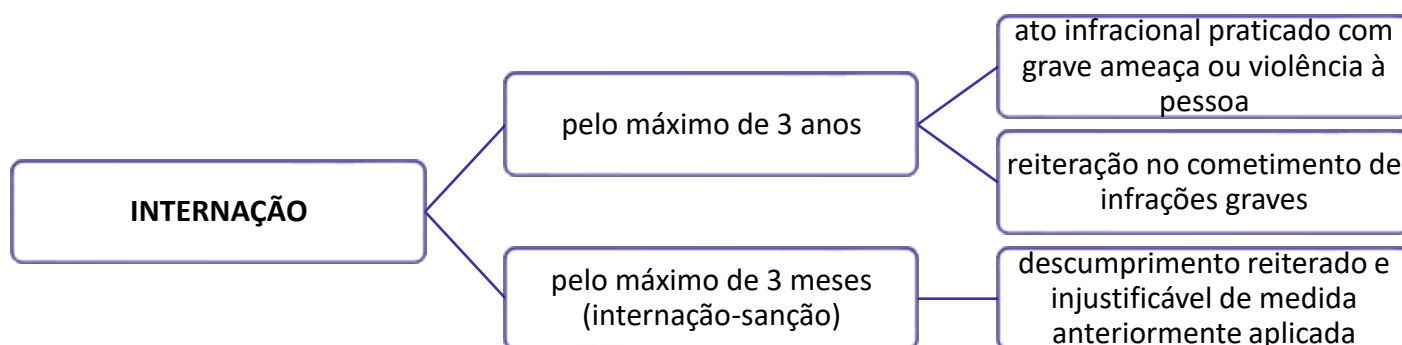 INTERNAÇÃO
pelo máximo de 3 anos
ato infracional praticado com
grave ameaça ou violência à
pessoa
reiteração no cometimento de
infrações graves
pelo máximo de 3 meses
(internação-sanção)
descumprimento reiterado e
injustificável de medida
anteriormente aplicada